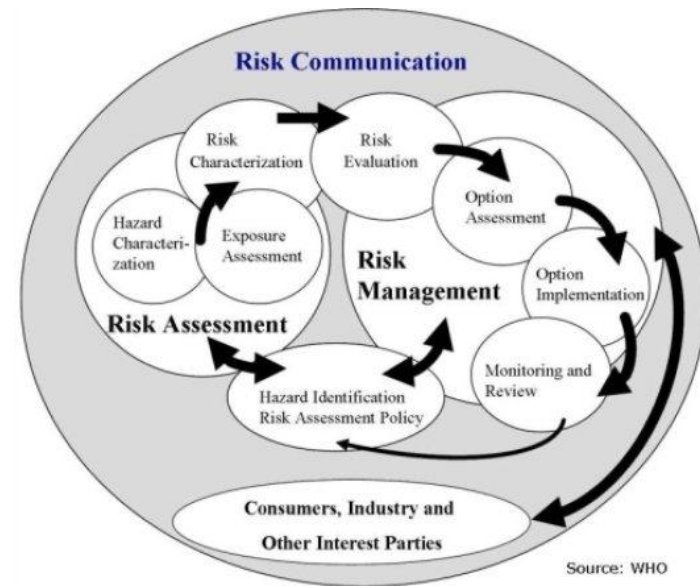 Risk Communication
Risk
Characterization
Risk
Evaluation
Hazard
Characteri-
zation
Exposure
Assessment
Option
Assessment
Risk
Management
Option
Implementation
Risk Assessment
Monitoring and
Review
Hazard Identification
Risk Assessment Policy
Consumers, Industry and
Other Interest Parties
Source: WHO